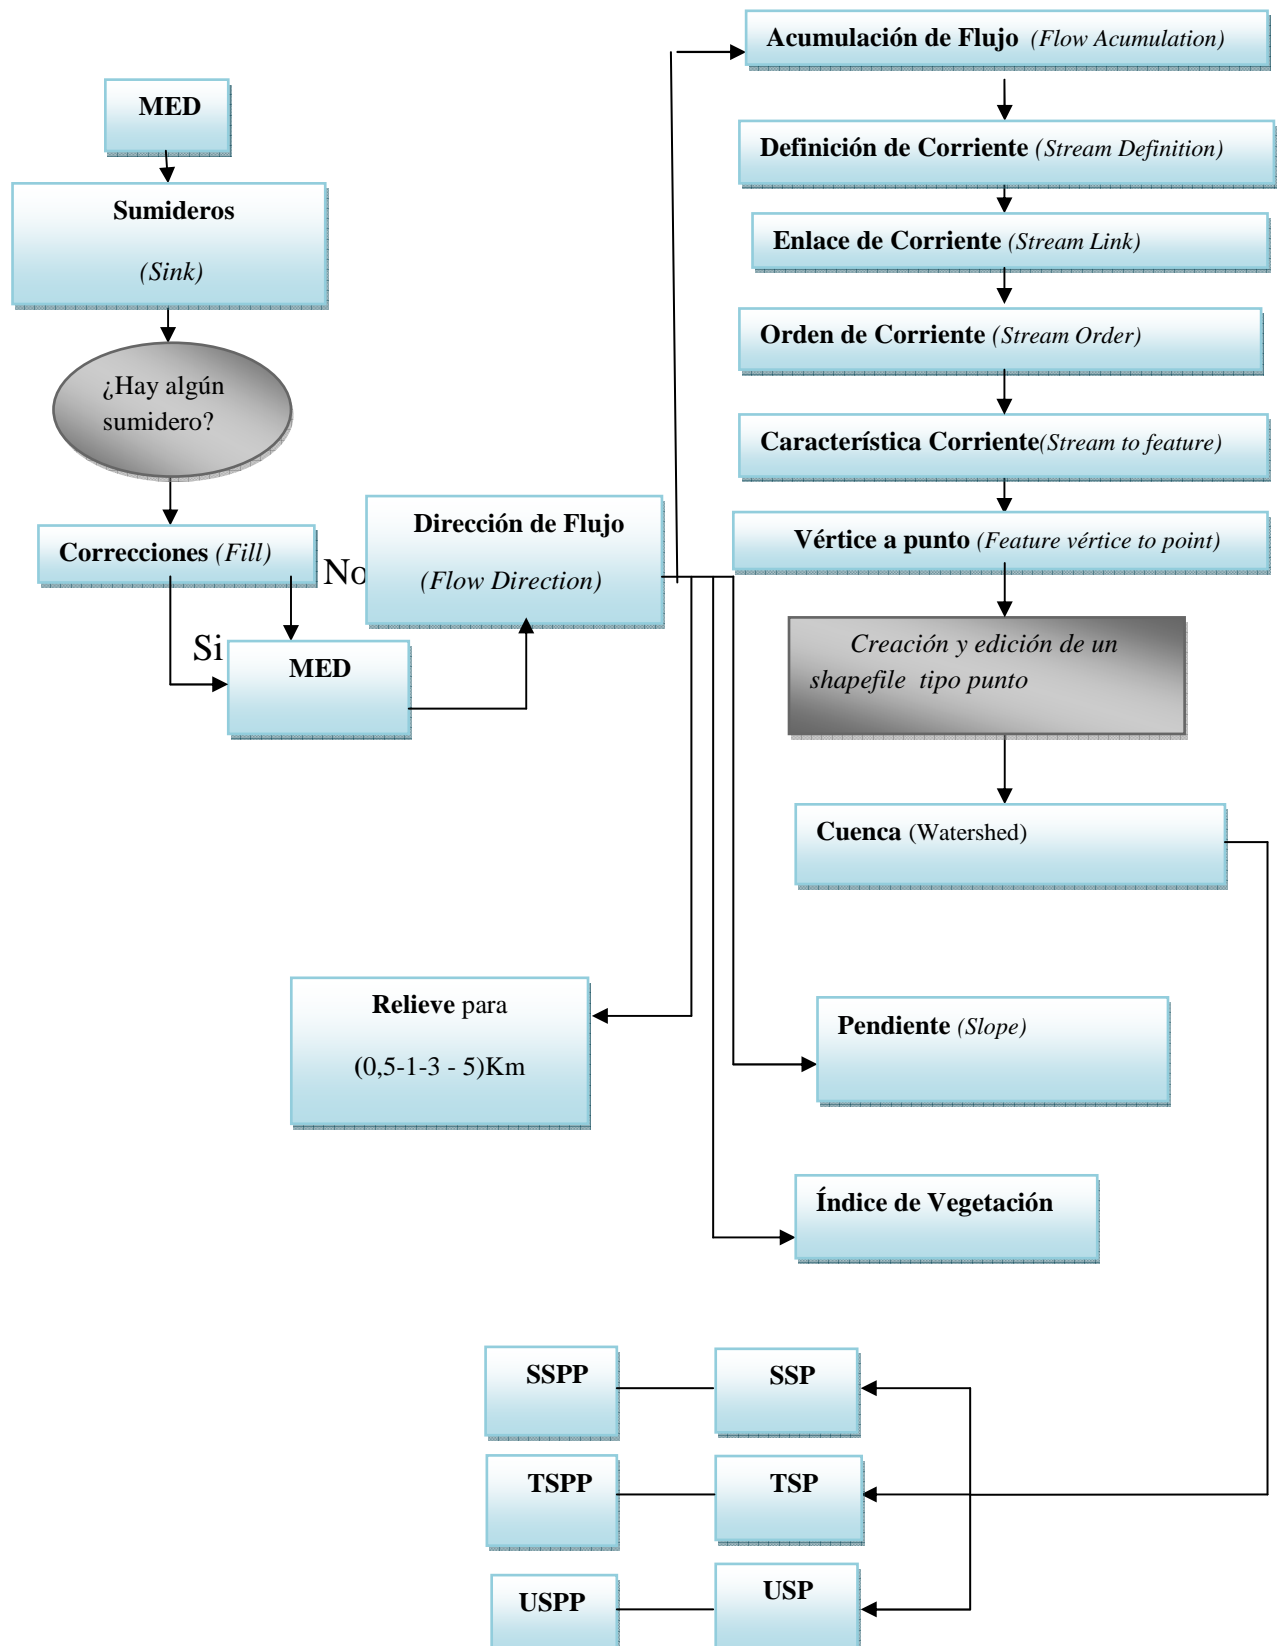 MED
Sumideros
(Sink)
¿Hay algún
sumidero?
Correcciones (Fill)
No
Si
MED
Dirección de Flujo
(Flow Direction)
Acumulación de Flujo (Flow Acumulation)
Definición de Corriente (Stream Definition)
Enlace de Corriente (Stream Link)
Orden de Corriente (Stream Order)
Característica Corriente(Stream to feature)
Vértice a punto (Feature vértice to point)
Creación y edición de un
shapefile tipo punto
Cuenca (Watershed)
Relieve para
(0,5-1-3 - 5)Km
Pendiente (Slope)
Índice de Vegetación
SSPP
SSP
TSPP
TSP
USPP
USP